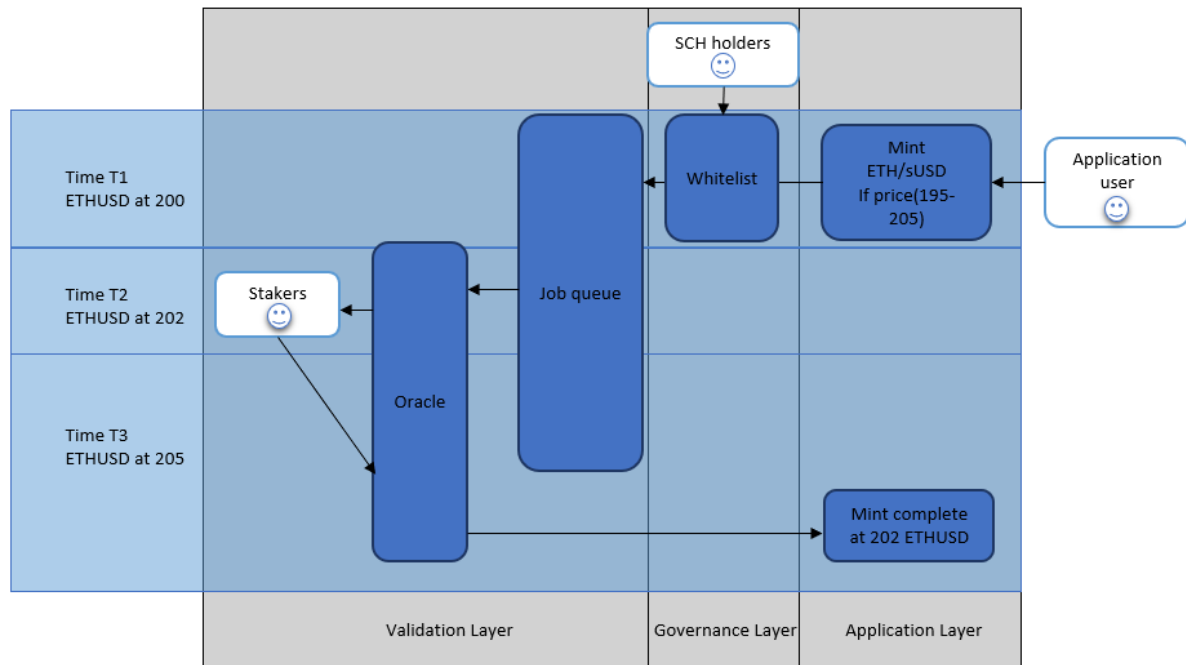 SCH holders
Time T1
ETHUSD at 200
Whitelist
Mint
ETH/sUSD
If price(195-
205)
Application
user
Time T2
ETHUSD at 202
Stakers
Job queue
Time T3
ETHUSD at 205
Oracle
Mint complete
at 202 ETHUSD
Validation Layer
Governance Layer
Application Layer